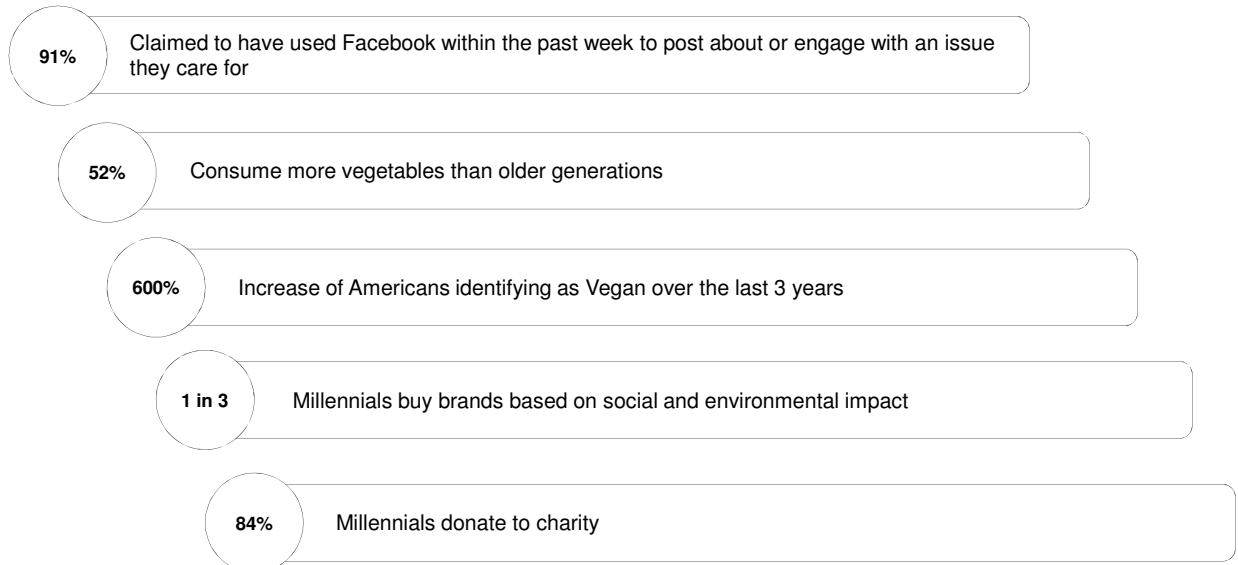 91%
Claimed to have used Facebook within the past week to post about or engage with an issue
they care for
52%
Consume more vegetables than older generations
600%
Increase of Americans identifying as Vegan over the last 3 years
1 in 3
Millennials buy brands based on social and environmental impact
84%
Millennials donate to charity